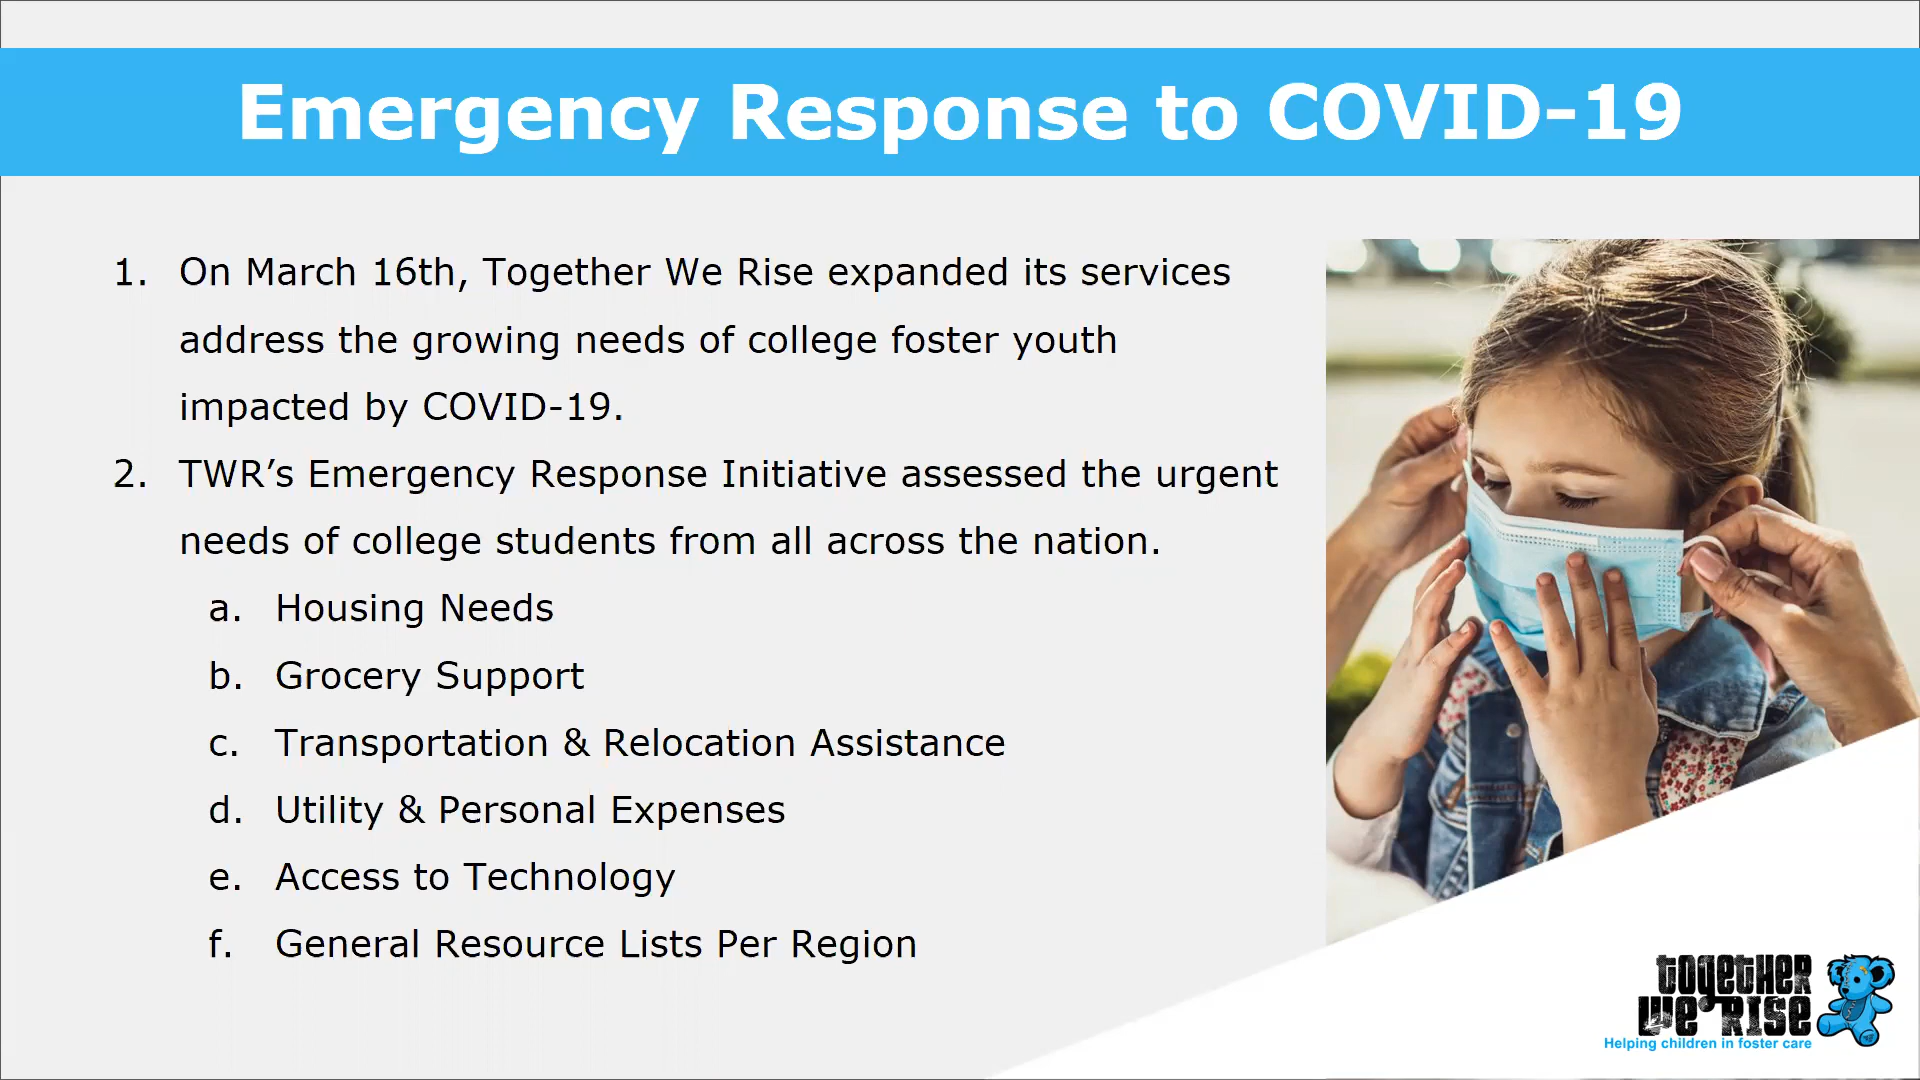 Emergency Response to COVID-19
1. On March 16th, Together We Rise expanded its services
address the growing needs of college foster youth
impacted by COVID-19.
2. TWR’s Emergency Response Initiative assessed the urgent
needs of college students from all across the nation.
a. Housing Needs
b. Grocery Support
c. Transportation & Relocation Assistance
d. Utility & Personal Expenses
e. Access to Technology
f. General Resource Lists Per Region
togetHer
we RISe
Helping children in foster care